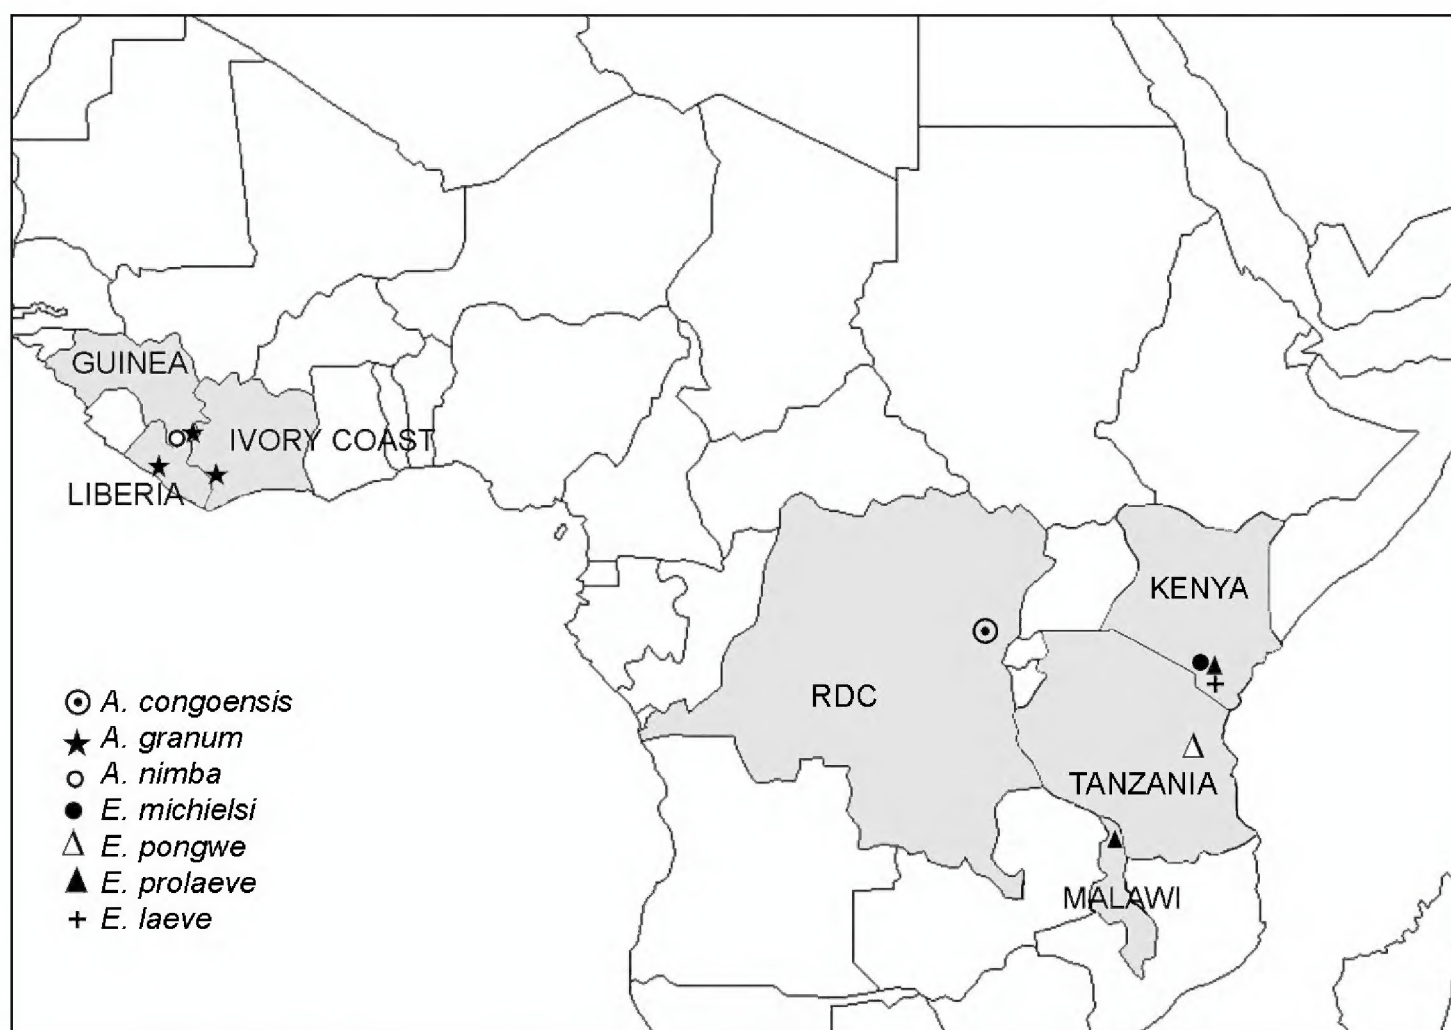 GUINEA
IVORY COAST
LIBERIA
KENYA
RDC
TANZANIA
MALAWI
A. congoensis
A. granum
A. nimba
E. michielsi
E. pongwe
E. prolaeve
E. laeve